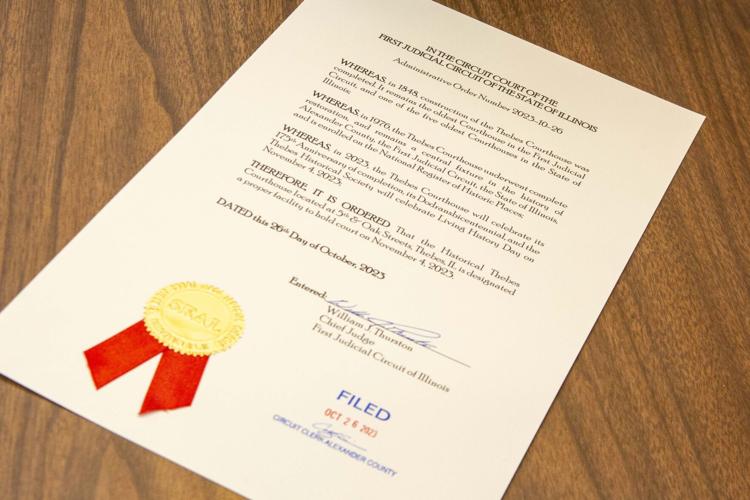 IN THE CIRCUIT COURT OF THE
FIRST JUDICIAL CIRCUIT OF THE STATE OF ILLINOIS
Administrative Order Number 2023-10-26
WHEREAS, in 1848, construction of the Thebes Courthouse was
completed. It remains the oldest Courthouse in the First Judicial
Circuit, and one of the five oldest Courthouses in the State of
Illinois;
WHEREAS, in 1976, the Thebes Courthouse underwent complete
restoration, and remains a central fixture in the history of
Alexander County, the First Judicial Circuit, the State of Illinois,
and is enrolled on the National Register of Historic Places;
WHEREAS, in 2023, the Thebes Courthouse will celebrate its
175th Anniversary of completion, its Dodransbicentennial, and the
Thebes Historical Society will celebrate Living History Day on
November 4, 2023;
THEREFORE, IT IS ORDERED, That the Historical Thebes
Courthouse located at 5th & Oak Streets, Thebes, IL is designated
a proper facility to hold court on November 4, 2023.
DATED this 26th Day of October, 2023
Entered:
William J. Thurston
Chief Judge
First Judicial Circuit of Illinois
SEAL
FILED
OCT 26 2023
CIRCUIT CLERK ALEXANDER COUNTY